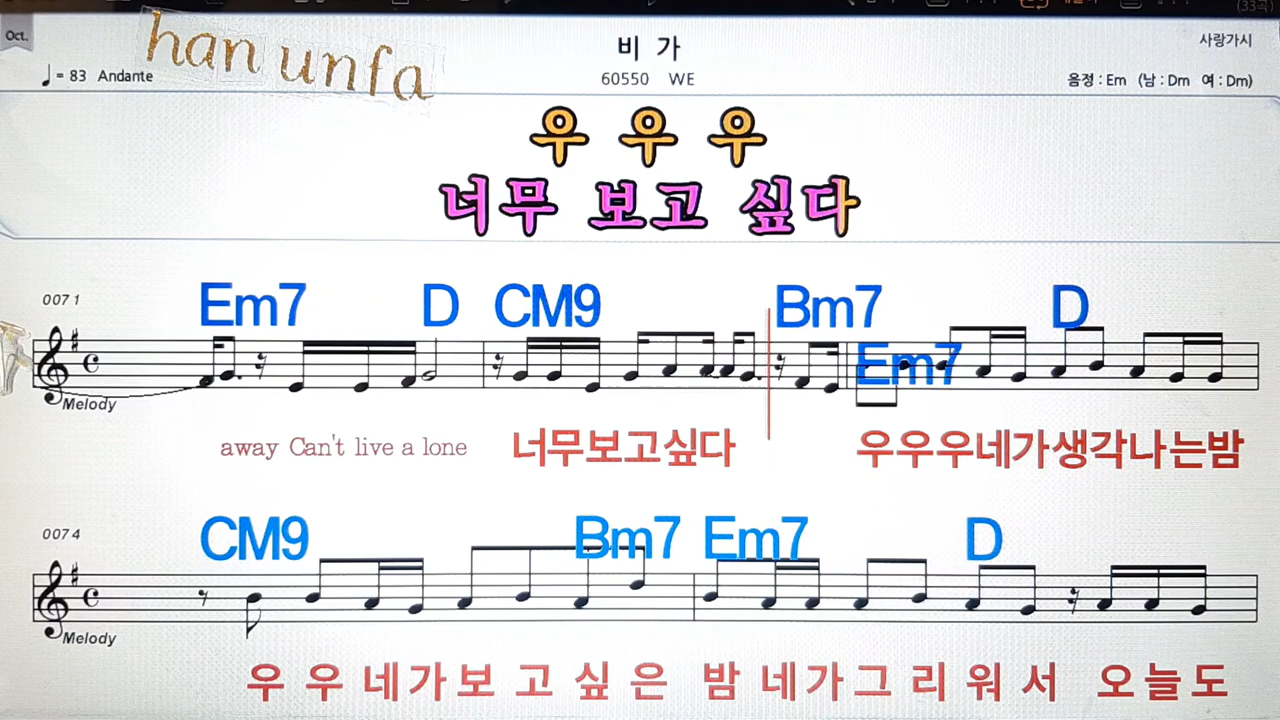 Oct.
han unfa
♩ = 83 Andante
비 가
60550 WE
사랑가시
음정 : Em (남 : Dm 여 : Dm)
우 우 우
너무 보고 싶다
0071
Em7 D CM9 Bm7 D
Em7
Melody
away Can't live a lone 너무보고싶다 우우우네가생각나는밤
0074
CM9 Bm7 Em7 D
Melody
우 우 네가보 고 싶 은 밤 네가그 리 워 서 오늘도